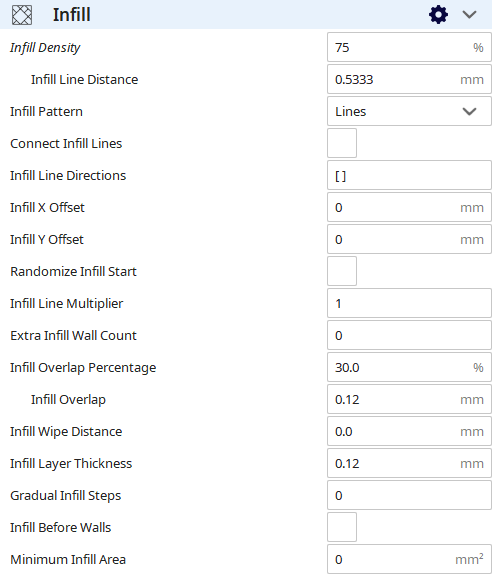 Infill
Infill Density 75 %
Infill Line Distance 0.5333 mm
Infill Pattern Lines
Connect Infill Lines
Infill Line Directions [ ]
Infill X Offset 0 mm
Infill Y Offset 0 mm
Randomize Infill Start
Infill Line Multiplier 1
Extra Infill Wall Count 0
Infill Overlap Percentage 30.0 %
Infill Overlap 0.12 mm
Infill Wipe Distance 0.0 mm
Infill Layer Thickness 0.12 mm
Gradual Infill Steps 0
Infill Before Walls
Minimum Infill Area 0 mm²